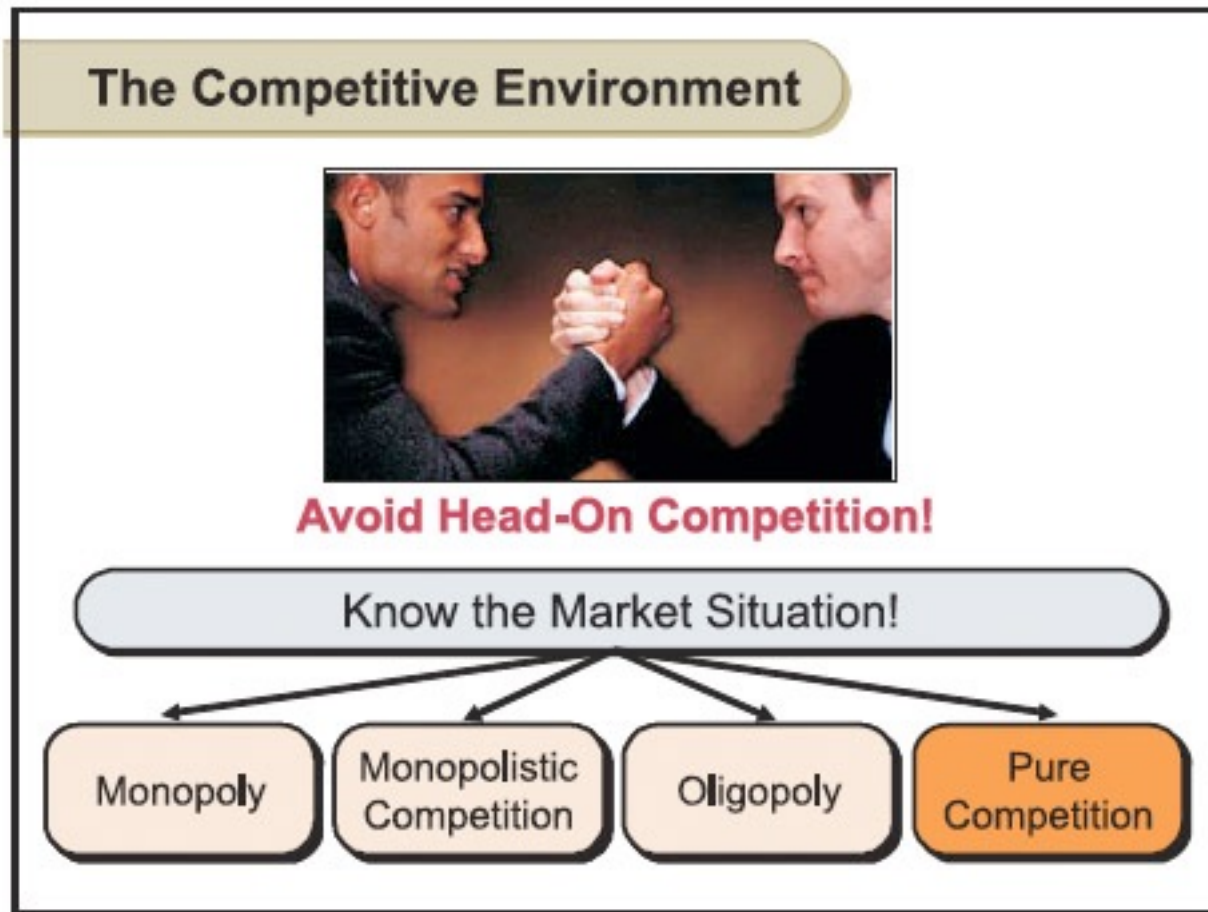 The Competitive Environment
Avoid Head-On Competition!
Know the Market Situation!
Monopoly
Monopolistic
Competition
Oligopoly
Pure
Competition